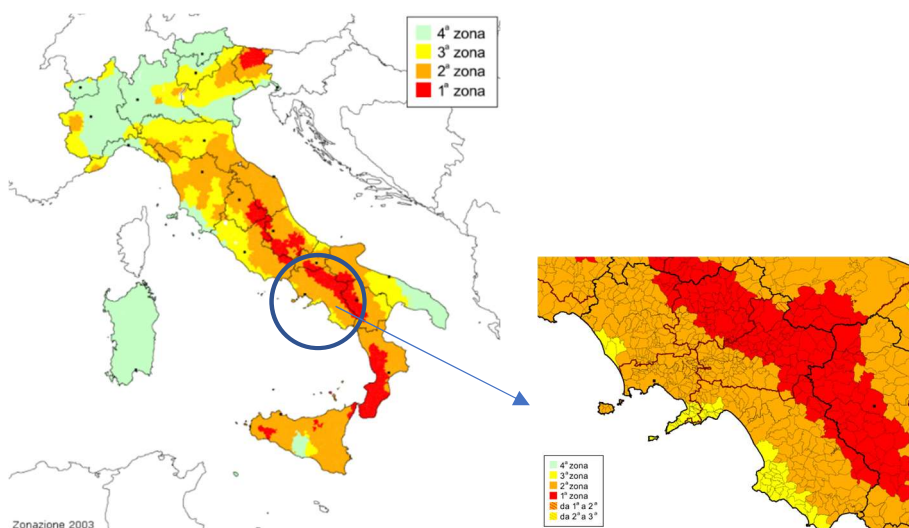 4ª zona
3ª zona
2ª zona
1ª zona
Zonazione 2003
4ª zona
3ª zona
2ª zona
1ª zona
da 1ª a 2ª
da 2ª a 3ª